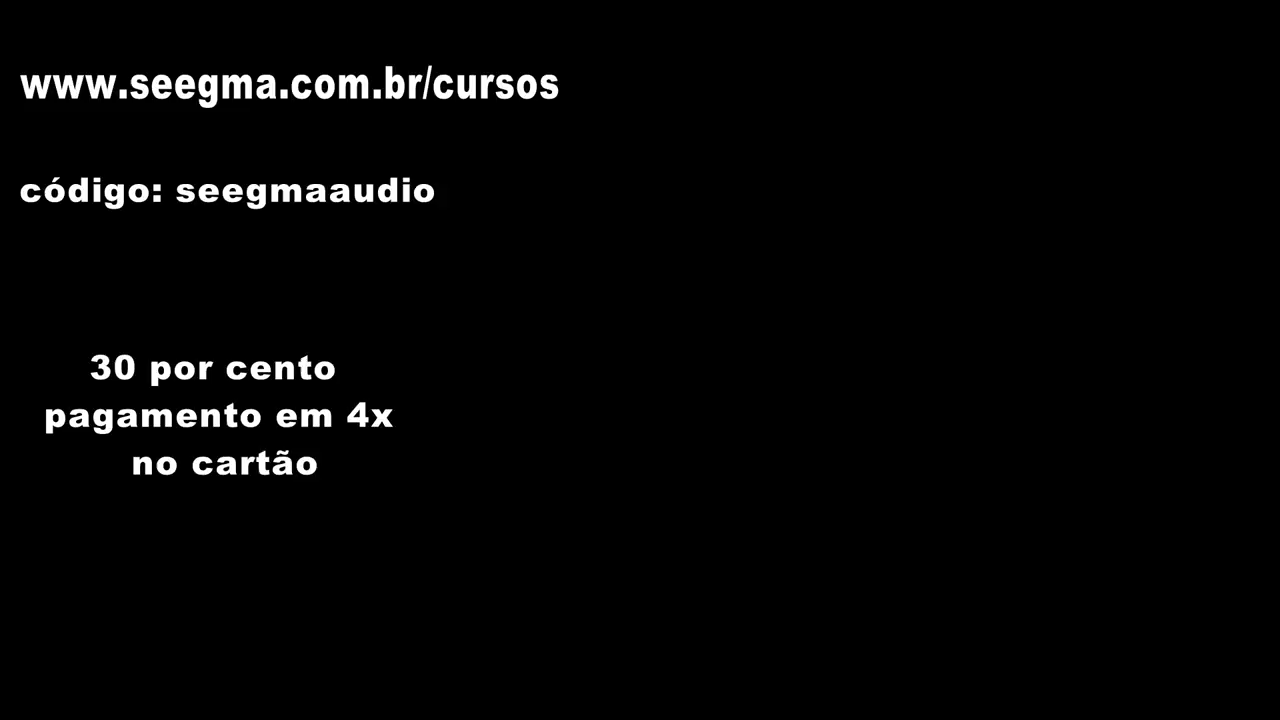 www.seegma.com.br/cursos
código: seegmaaudio
30 por cento
pagamento em 4x
no cartão